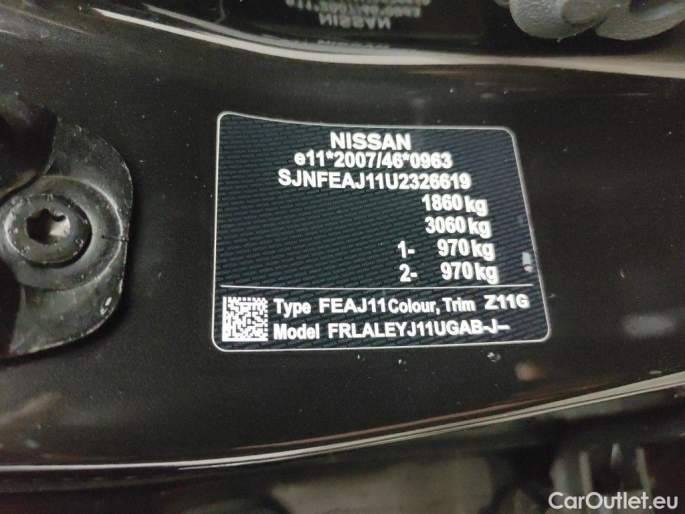 NISSAN
e11*2007/46*0963
SJNFEAJ11U2326619
1860 kg
3060 kg
1- 970 kg
2- 970 kg
Type FEAJ11 Colour, Trim Z11G
Model FRLALEYJ11UGAB-J--
CarOutlet.eu